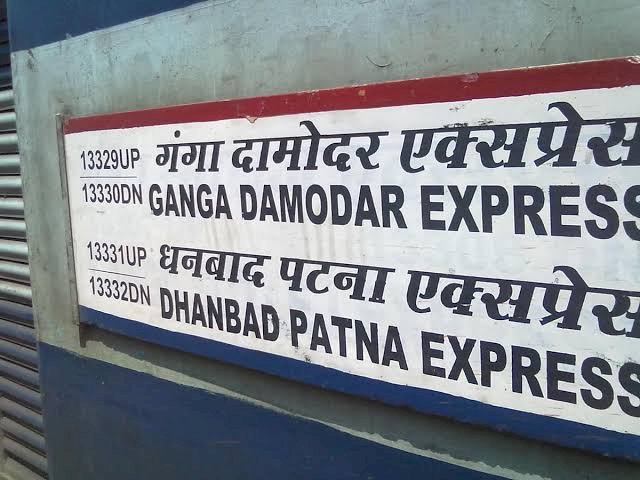 13329UP गंगा दामोदर एक्सप्रेस
13330DN GANGA DAMODAR EXPRESS
13331UP धनबाद पटना एक्सप्रेस
13332DN DHANBAD PATNA EXPRESS